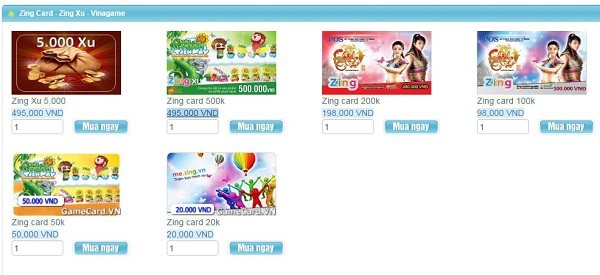 Zing Card - Zing Xu - Vinagame
5.000 Xu
Zing Xu 5.000
495,000 VND
1
Mua ngay
Zing Xu
500.000VND
Zing card 500k
495,000 VND
1
Mua ngay
POS
Zing
200 000 VND
Zing card 200k
198,000 VND
1
Mua ngay
POS
Zing
100.000 VND
Zing card 100k
98,000 VND
1
Mua ngay
50.000 VND
GameCard.VN
Zing card 50k
50,000 VND
1
Mua ngay
me.zing.vn
20.000 VND
GameCard.VN
Zing card 20k
20,000 VND
1
Mua ngay